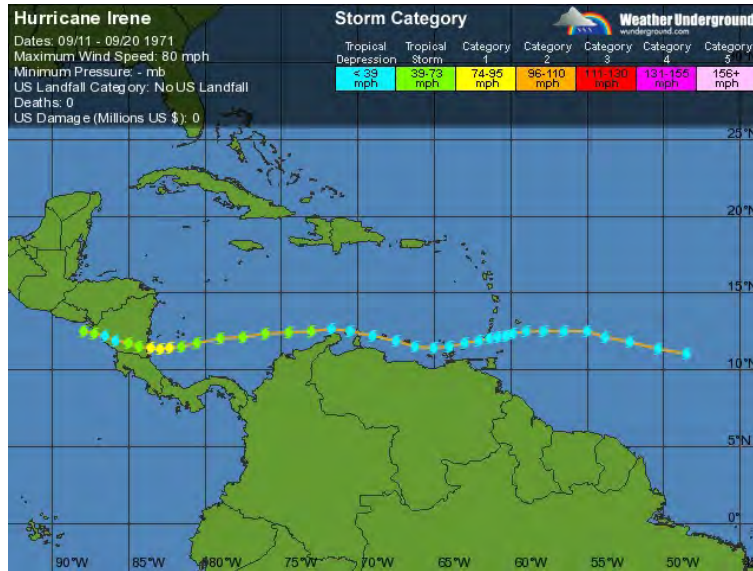 Hurricane Irene
Dates: 09/11 - 09/20 1971
Maximum Wind Speed: 80 mph
Minimum Pressure: - mb
US Landfall Category: No US Landfall
Deaths: 0
US Damage (Millions US $): 0
Storm Category
Weather Underground
wunderground.com
Tropical Depression
< 39 mph
Tropical Storm
39-73 mph
Category 1
74-95 mph
Category 2
96-110 mph
Category 3
111-130 mph
Category 4
131-155 mph
Category 5
156+ mph
25°N
20°N
15°N
10°N
5°N
0°N
90°W
85°W
80°W
75°W
70°W
65°W
60°W
55°W
50°W